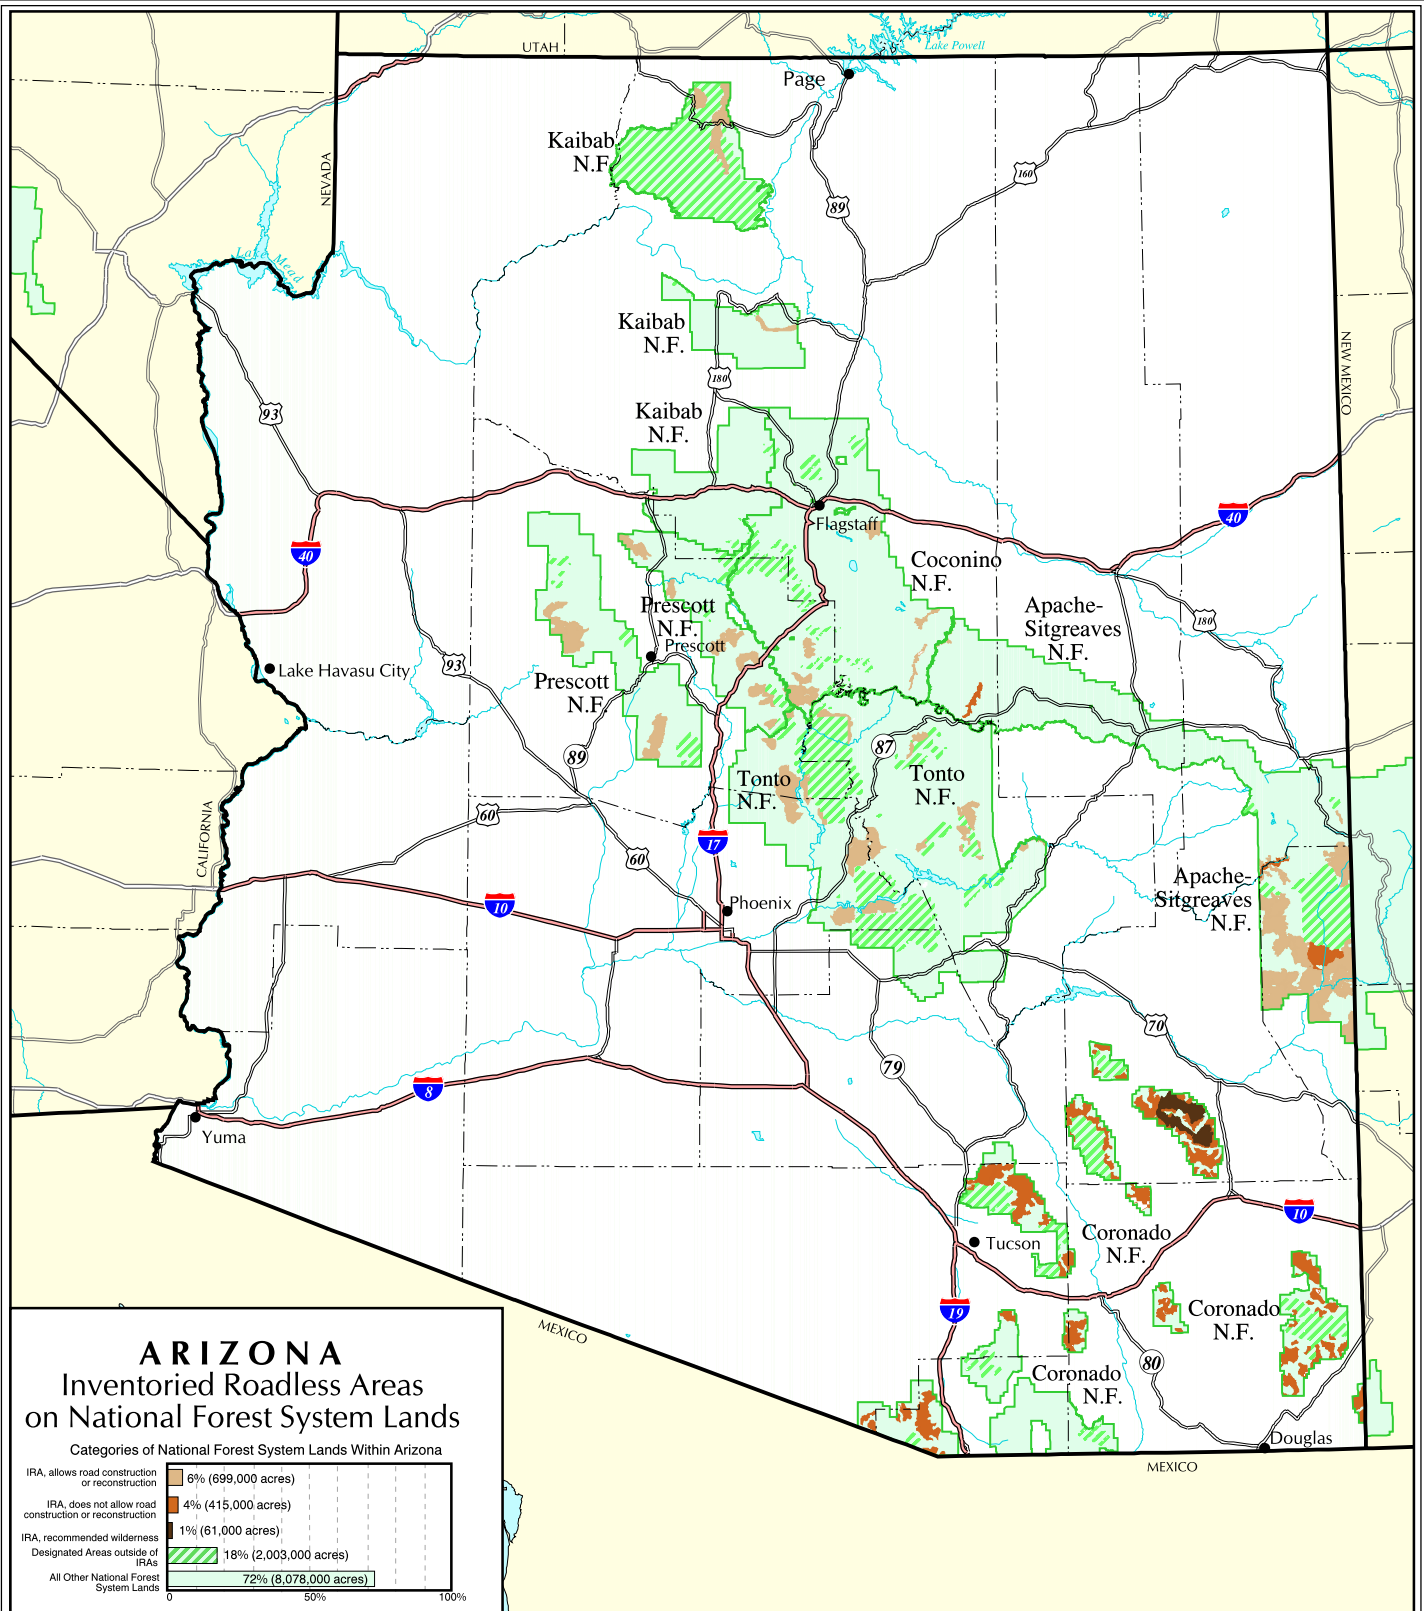 UTAH
Lake Powell
Page
Kaibab
N.F.
NEVADA
160
89
Lake Mead
Kaibab
N.F.
NEW MEXICO
180
93
Kaibab
N.F.
40
Flagstaff
40
Coconino
N.F.
Apache-
Sitgreaves
N.F.
180
Prescott
N.F.
Prescott
93
Lake Havasu City
Prescott
N.F.
89
87
Tonto
N.F.
Tonto
N.F.
CALIFORNIA
60
17
60
Apache-
Sitgreaves
N.F.
10
Phoenix
70
79
8
Yuma
Coronado
N.F.
10
Tucson
19
Coronado
N.F.
MEXICO
80
Coronado
N.F.
Douglas
MEXICO
ARIZONA
Inventoried Roadless Areas
on National Forest System Lands
Categories of National Forest System Lands Within Arizona
IRA, allows road construction
or reconstruction
6% (699,000 acres)
IRA, does not allow road
construction or reconstruction
4% (415,000 acres)
IRA, recommended wilderness
1% (61,000 acres)
Designated Areas outside of
IRAs
18% (2,003,000 acres)
All Other National Forest
System Lands
72% (8,078,000 acres)
0 50% 100%